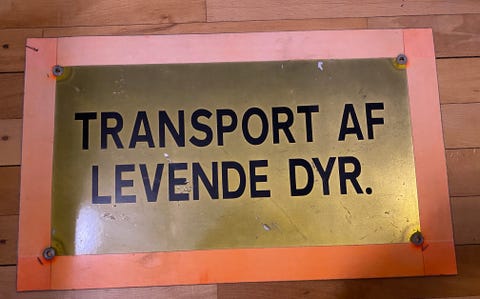 TRANSPORT AF
LEVENDE DYR.